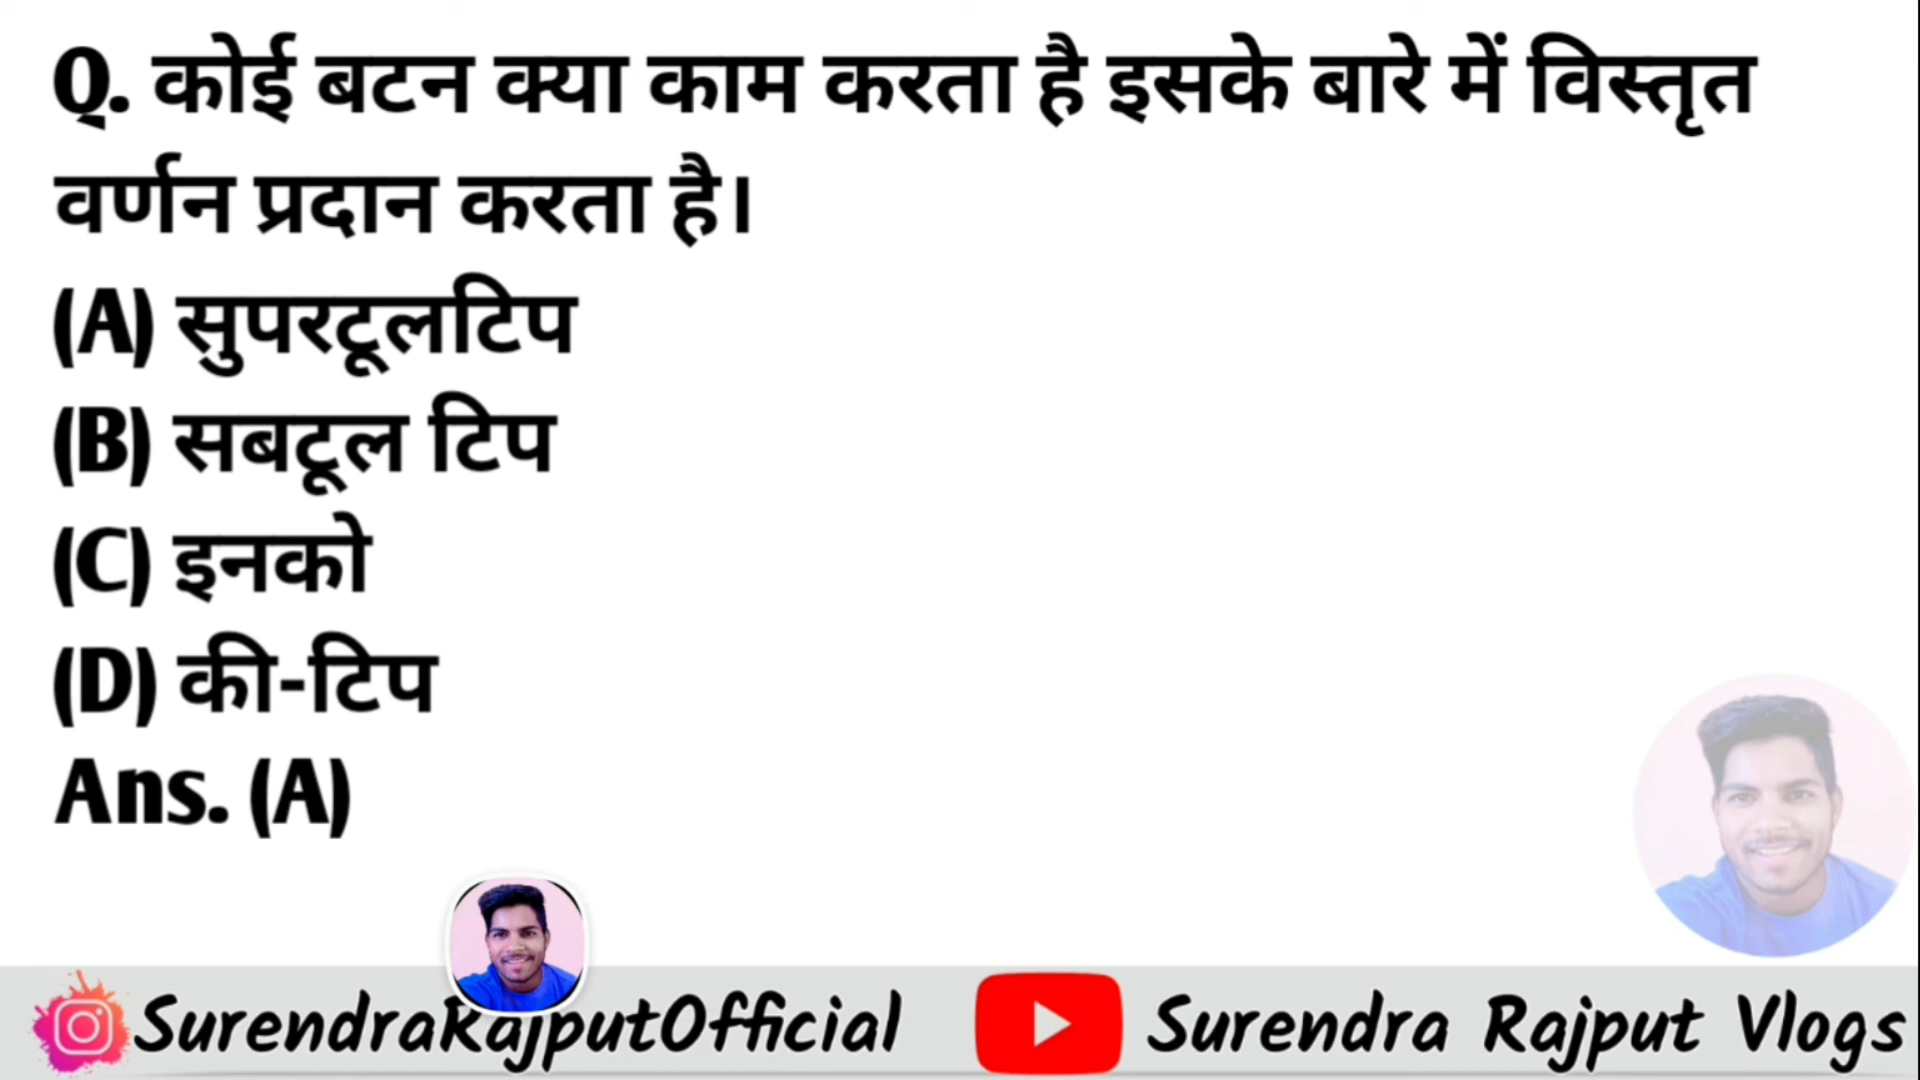 Q. कोई बटन क्या काम करता है इसके बारे में विस्तृत
वर्णन प्रदान करता है।
(A) सुपरटूलटिप
(B) सबटूल टिप
(C) इनको
(D) की-टिप
Ans. (A)
SurendraRajputOfficial
Surendra Rajput Vlogs